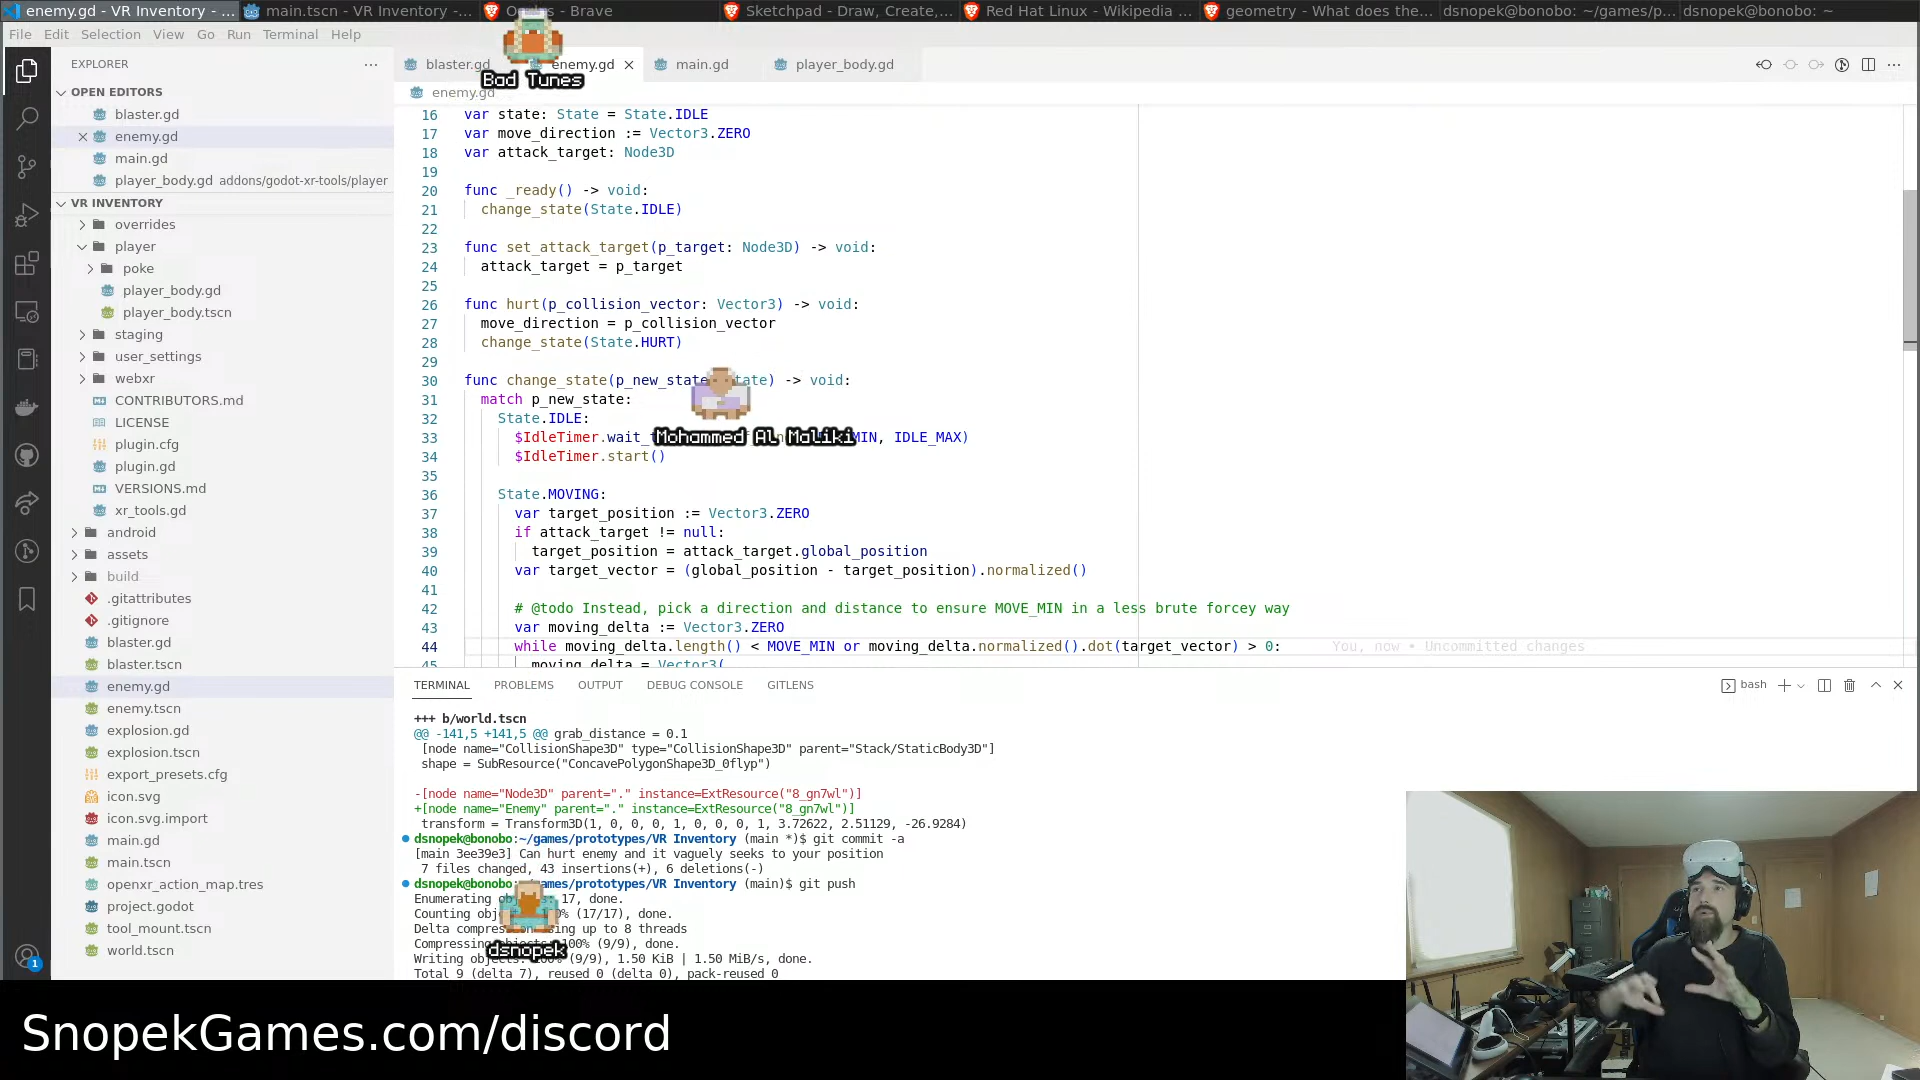 enemy.gd - VR Inventory - ...
main.tscn - VR Inventory -...
- Brave
Sketchpad - Draw, Create,...
Red Hat Linux - Wikipedia ...
geometry - What does the...
dsnopek@bonobo: ~/games/p...
dsnopek@bonobo: ~
File Edit Selection View Go Run Terminal Help
EXPLORER
OPEN EDITORS
blaster.gd
enemy.gd
main.gd
player_body.gd addons/godot-xr-tools/player
VR INVENTORY
overrides
player
poke
player_body.gd
player_body.tscn
staging
user_settings
webxr
CONTRIBUTORS.md
LICENSE
plugin.cfg
plugin.gd
VERSIONS.md
xr_tools.gd
android
assets
build
.gitattributes
.gitignore
blaster.gd
blaster.tscn
enemy.gd
enemy.tscn
explosion.gd
explosion.tscn
export_presets.cfg
icon.svg
icon.svg.import
main.gd
main.tscn
openxr_action_map.tres
project.godot
tool_mount.tscn
world.tscn
1
blaster.gd
enemy.gd
main.gd
player_body.gd
Bad Tunes
enemy.gd
16 var state: State = State.IDLE
17 var move_direction := Vector3.ZERO
18 var attack_target: Node3D
19
20 func _ready() -> void:
21 change_state(State.IDLE)
22
23 func set_attack_target(p_target: Node3D) -> void:
24 attack_target = p_target
25
26 func hurt(p_collision_vector: Vector3) -> void:
27 move_direction = p_collision_vector
28 change_state(State.HURT)
29
30 func change_state(p_new_state tate) -> void:
31 match p_new_state:
32 State.IDLE:
33 $IdleTimer.wait_t MIN, IDLE_MAX)
Mohammed Al Maliki
34 $IdleTimer.start()
35
36 State.MOVING:
37 var target_position := Vector3.ZERO
38 if attack_target != null:
39 target_position = attack_target.global_position
40 var target_vector = (global_position - target_position).normalized()
41
42 # @todo Instead, pick a direction and distance to ensure MOVE_MIN in a less brute forcey way
43 var moving_delta := Vector3.ZERO
44 while moving_delta.length() < MOVE_MIN or moving_delta.normalized().dot(target_vector) > 0: You, now • Uncommitted changes
45 moving_delta = Vector3(
TERMINAL PROBLEMS OUTPUT DEBUG CONSOLE GITLENS
bash
+++ b/world.tscn
@@ -141,5 +141,5 @@ grab_distance = 0.1
[node name="CollisionShape3D" type="CollisionShape3D" parent="Stack/StaticBody3D"]
shape = SubResource("ConcavePolygonShape3D_0flyp")
-[node name="Node3D" parent="." instance=ExtResource("8_gn7wl")]
+[node name="Enemy" parent="." instance=ExtResource("8_gn7wl")]
transform = Transform3D(1, 0, 0, 0, 1, 0, 0, 0, 1, 3.72622, 2.51129, -26.9284)
dsnopek@bonobo:~/games/prototypes/VR Inventory (main *)$ git commit -a
[main 3ee39e3] Can hurt enemy and it vaguely seeks to your position
7 files changed, 43 insertions(+), 6 deletions(-)
dsnopek@bonobo: ames/prototypes/VR Inventory (main)$ git push
Enumerating ob : 17, done.
Counting obj % (17/17), done.
Delta compres using up to 8 threads
Compressing objects: 100% (9/9), done.
dsnopek
Writing objects: 100% (9/9), 1.50 KiB | 1.50 MiB/s, done.
Total 9 (delta 7), reused 0 (delta 0), pack-reused 0
SnopekGames.com/discord